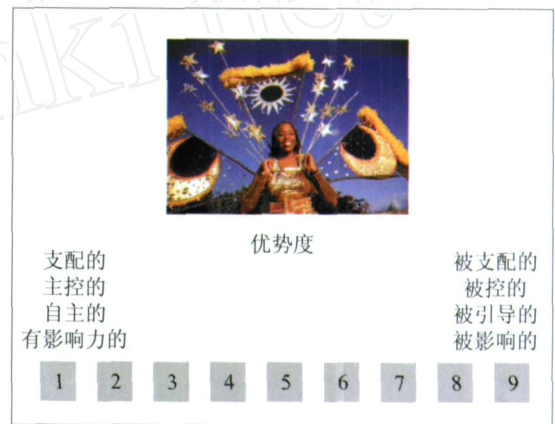 优势度
支配的
主控的
自主的
有影响力的
被支配的
被控的
被引导的
被影响的
1 2 3 4 5 6 7 8 9